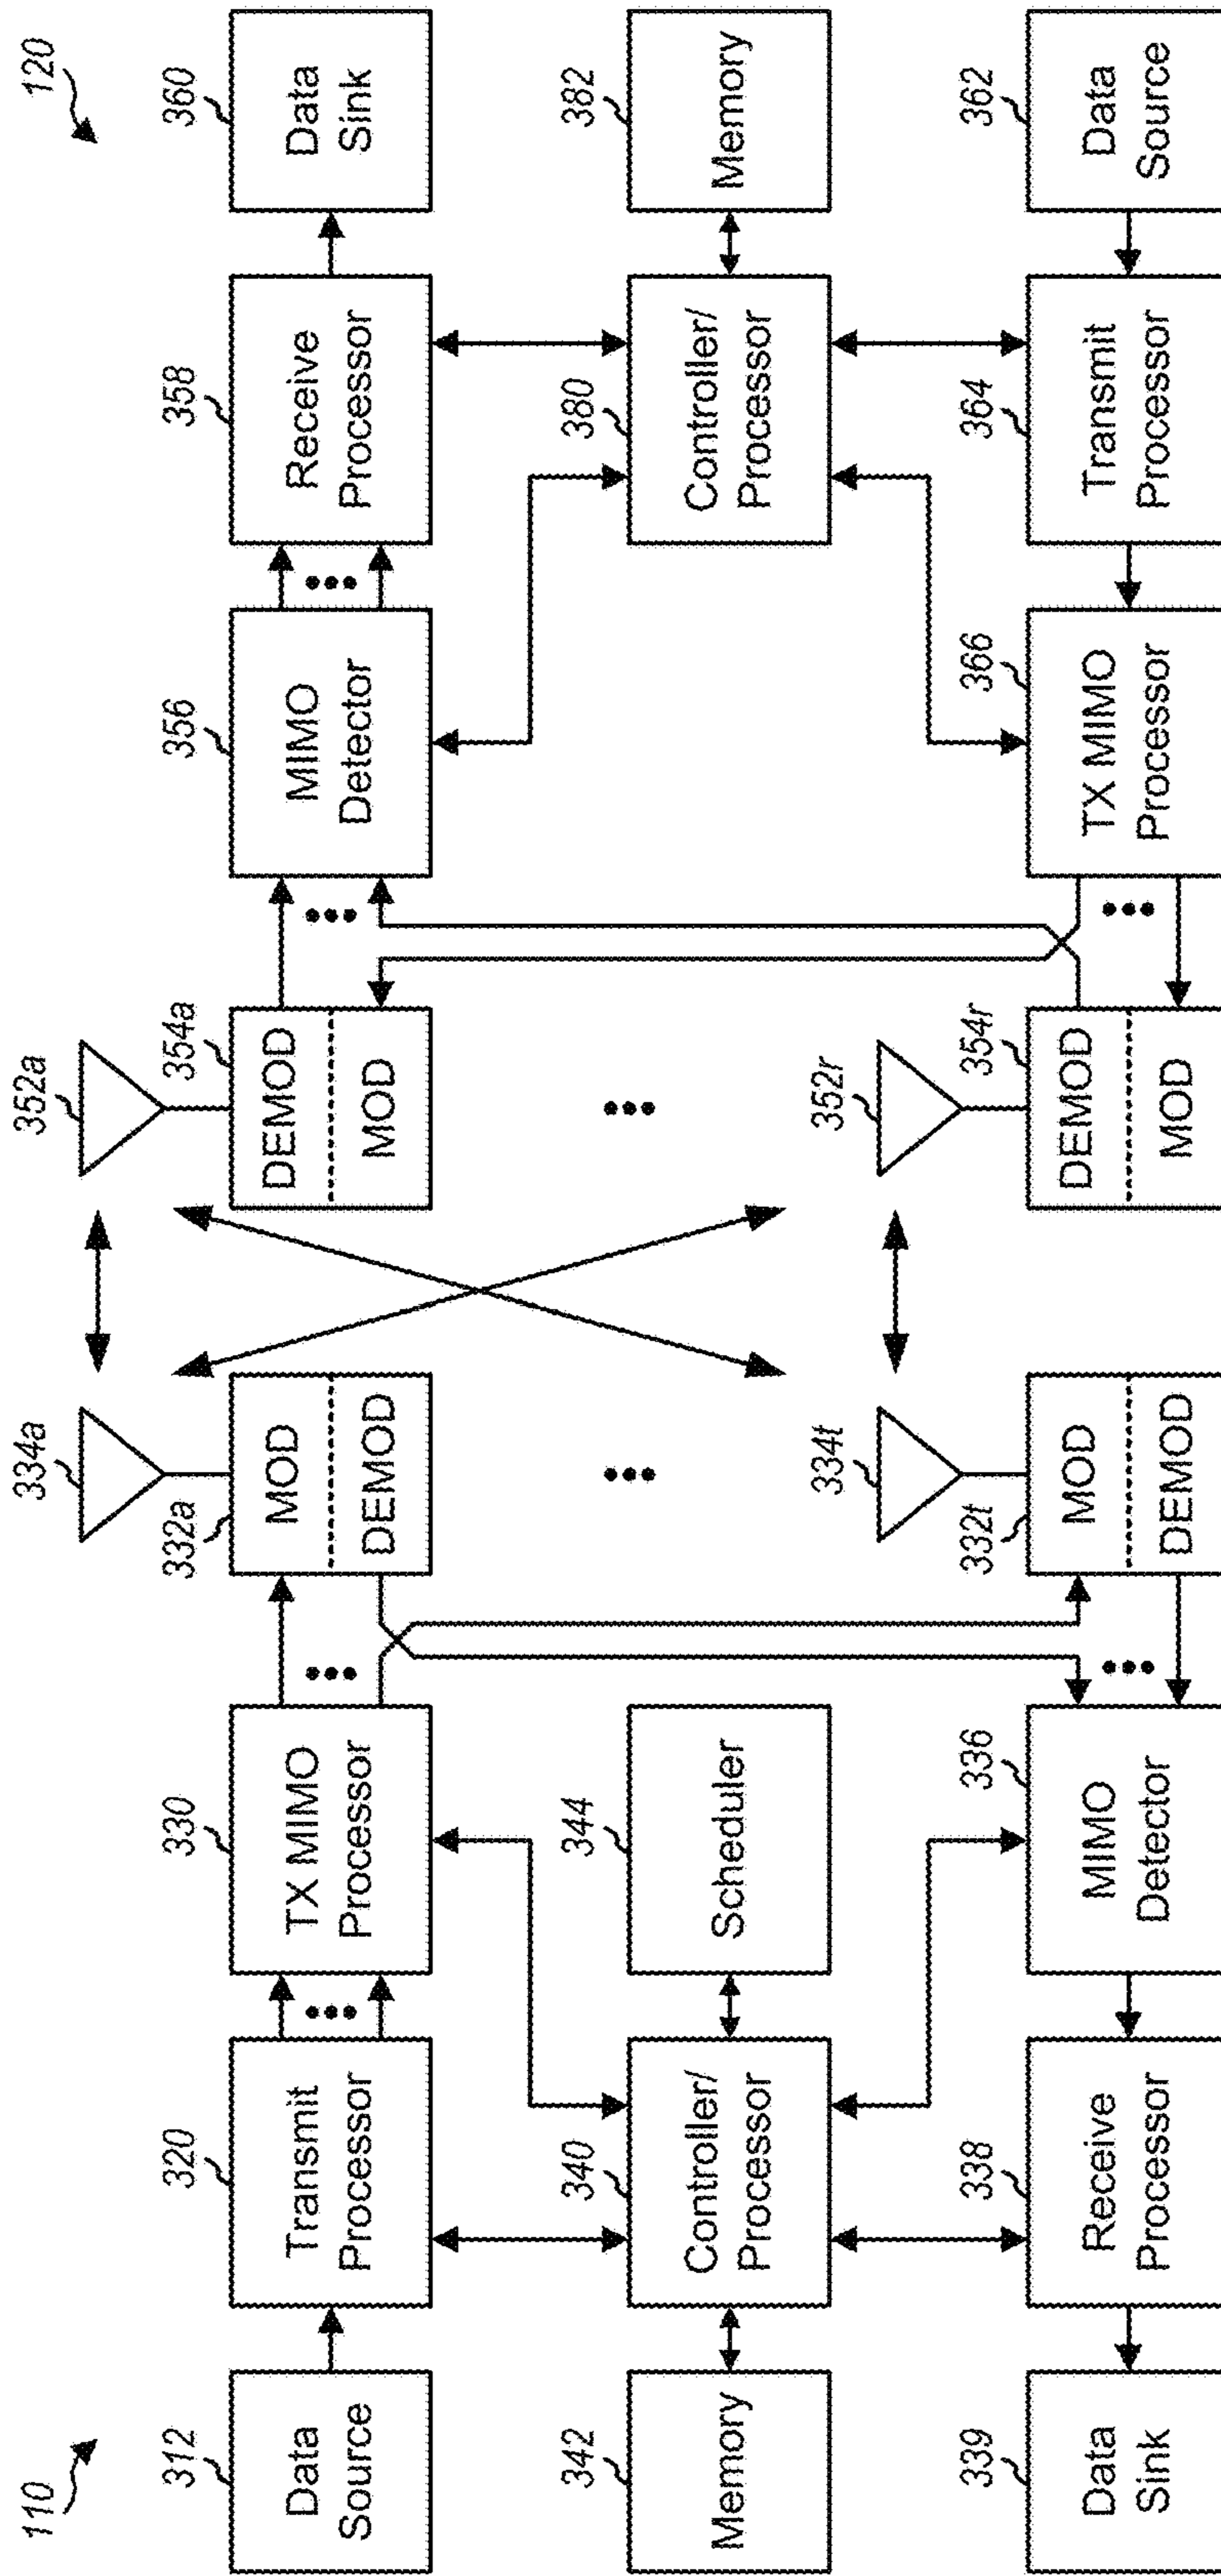 110
120
312
Data
Source
320
Transmit
Processor
330
TX MIMO
Processor
332a
MOD
DEMOD
334a
352a
354a
DEMOD
MOD
356
MIMO
Detector
358
Receive
Processor
360
Data
Sink
342
Memory
340
Controller/
Processor
344
Scheduler
380
Controller/
Processor
382
Memory
339
Data
Sink
338
Receive
Processor
336
MIMO
Detector
332t
MOD
DEMOD
334t
352r
354r
DEMOD
MOD
366
TX MIMO
Processor
364
Transmit
Processor
362
Data
Source